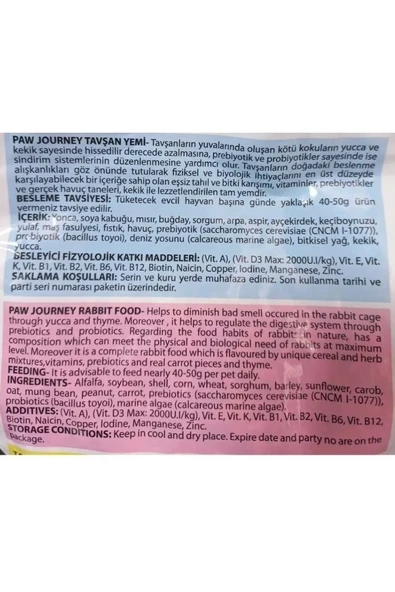 PAW JOURNEY TAVŞAN YEMİ- Tavşanların yuvalarında oluşan kötü kokuların yucca ve
kekik sayesinde hissedilir derecede azalmasına, prebiyotik ve probiyotikler sayesinde ise
sindirim sistemlerinin düzenlenmesine yardımcı olur. Tavşanların doğadaki beslenme
alışkanlıkları göz önünde tutularak fiziksel ve biyolojik ihtiyaçlarını en üst düzeyde
karşılayabilecek bir içeriğe sahip olan eşsiz tahıl ve bitki karışımı, vitaminler, prebiyotikler
ve gerçek havuç taneleri, kekik ile lezzetlendirilen tam yemdir.
BESLEME TAVSİYESİ: Tüketecek evcil hayvan başına günde yaklaşık 40-50g ürün
vermeniz tavsiye edilir.
İÇERİK: Yonca, soya kabuğu, mısır, buğday, sorgum, arpa, aspir, ayçekirdek, keçiboynuzu,
yulaf, maş fasulyesi, fıstık, havuç, prebiyotik (saccharomyces cerevisiae (CNCM I-1077)),
probiyotik (bacillus toyoi), deniz yosunu (calcareous marine algae), bitkisel yağ, kekik,
yucca.
BESLEYİCİ FİZYOLOJİK KATKI MADDELERİ: (Vit. A), (Vit. D3 Max: 2000U.I/kg), Vit. E, Vit.
K, Vit. B1, Vit. B2, Vit. B6, Vit. B12, Biotin, Naicin, Copper, Iodine, Manganese, Zinc.
SAKLAMA KOŞULLARI: Serin ve kuru yerde muhafaza ediniz. Son kullanma tarihi ve
parti seri numarası paketin üzerindedir.
PAW JOURNEY RABBIT FOOD- Helps to diminish bad smell occured in the rabbit cage
through yucca and thyme. Moreover , it helps to regulate the digestive system through
prebiotics and probiotics. Regarding the food habits of rabbits in nature, has a
composition which can meet the physical and biological need of rabbits at maximum
level. Moreover it is a complete rabbit food which is flavoured by unique cereal and herb
mixtures,vitamins, prebiotics and real carrot pieces and thyme.
FEEDING- It is advisable to feed nearly 40-50g per pet daily.
INGREDIENTS- Alfalfa, soybean, shell, corn, wheat, sorghum, barley, sunflower, carob,
oat, mung bean, peanut, carrot, prebiotics (saccharomces cerevisiae (CNCM I-1077)),
probiotics (bacillus toyoi), marine algae (calcareous marine algae).
ADDITIVES: (Vit. A), (Vit. D3 Max: 2000U.I/kg), Vit. E, Vit. K, Vit. B1, Vit. B2, Vit. B6, Vit. B12,
Biotin, Naicin, Copper, Iodine, Manganese, Zinc.
STORAGE CONDITIONS: Keep in cool and dry place. Expire date and party no are on the
package.